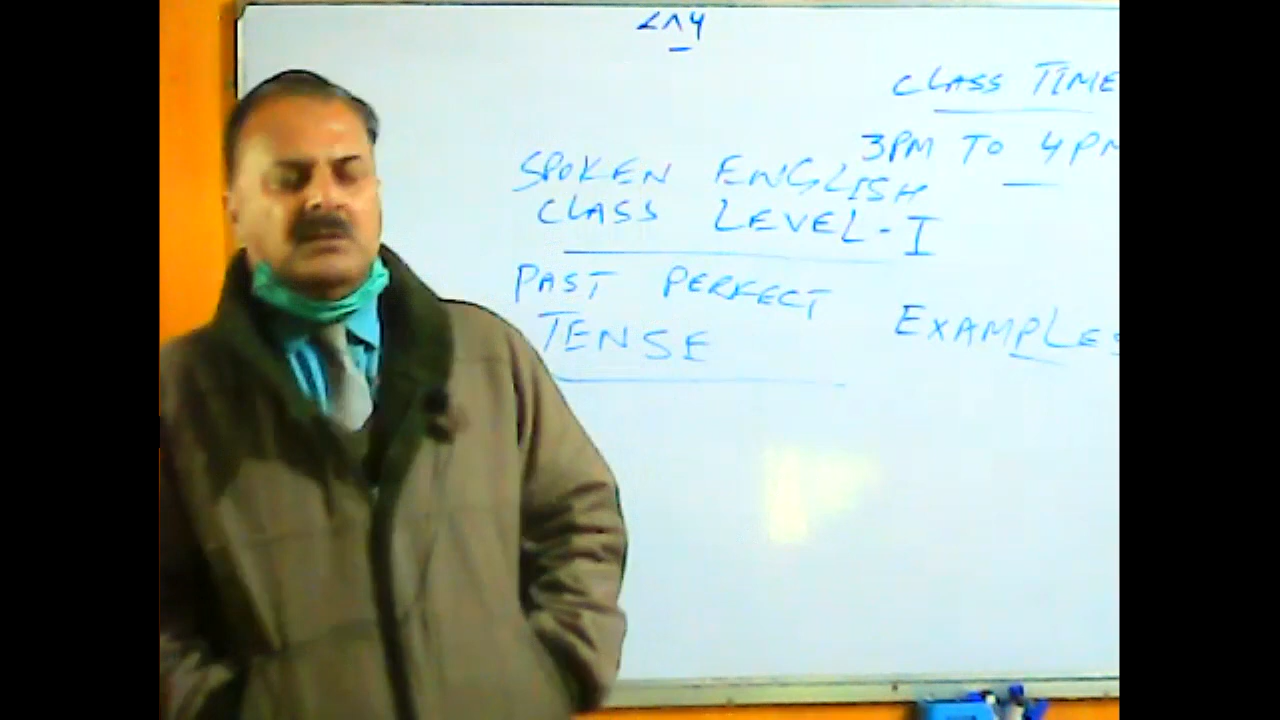 CLASS TIME
3PM TO 4PM
SPOKEN ENGLISH
CLASS LEVEL-I
PAST PERFECT
TENSE
EXAMPLES